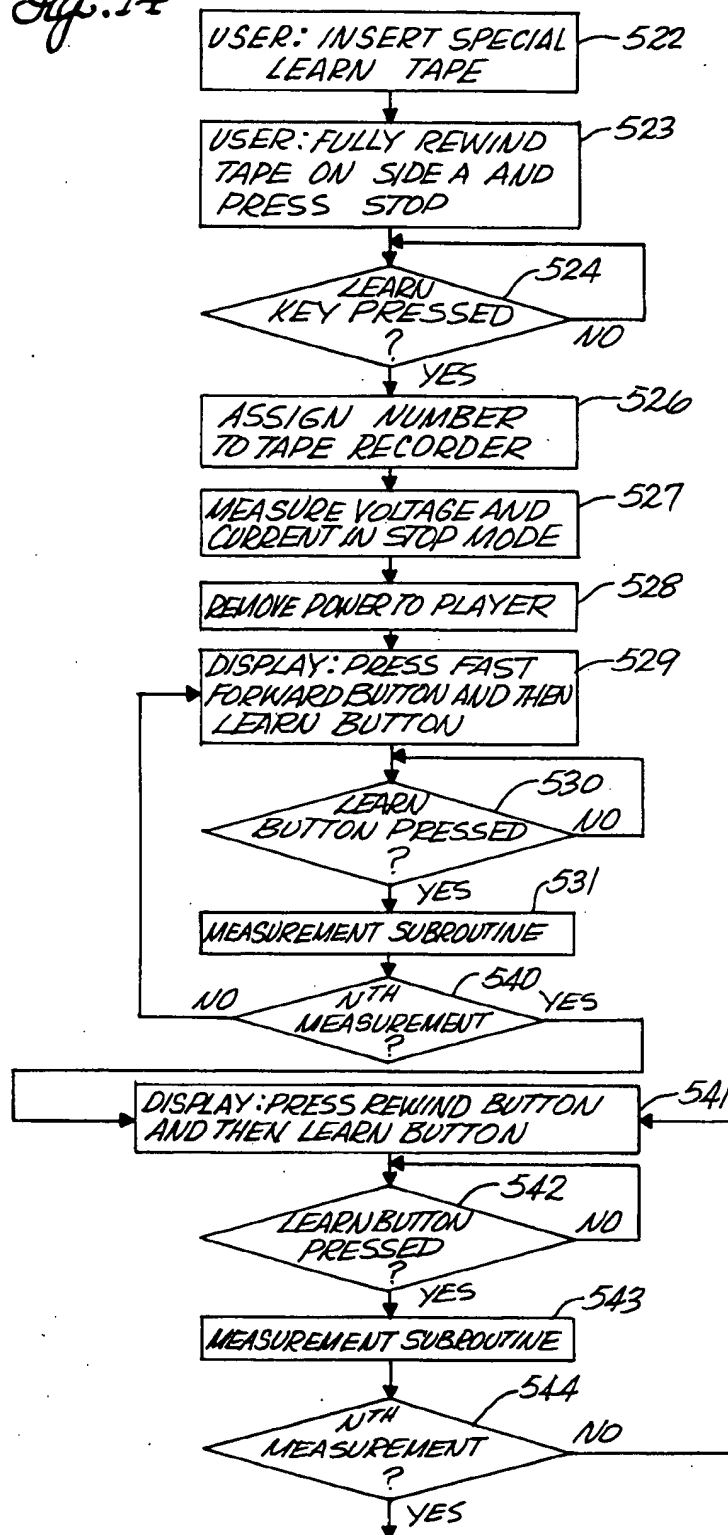 Fig. 14
USER: INSERT SPECIAL
LEARN TAPE
522
USER: FULLY REWIND
TAPE ON SIDE A AND
PRESS STOP
523
LEARN
KEY PRESSED
?
524
NO
YES
ASSIGN NUMBER
TO TAPE RECORDER
526
MEASURE VOLTAGE AND
CURRENT IN STOP MODE
527
REMOVE POWER TO PLAYER
528
DISPLAY: PRESS FAST
FORWARD BUTTON AND THEN
LEARN BUTTON
529
LEARN
BUTTON PRESSED
?
530
NO
YES
MEASUREMENT SUBROUTINE
531
NTH
MEASUREMENT
?
540
NO
YES
DISPLAY: PRESS REWIND BUTTON
AND THEN LEARN BUTTON
541
LEARN BUTTON
PRESSED
?
542
NO
YES
MEASUREMENT SUBROUTINE
543
NTH
MEASUREMENT
?
544
NO
YES